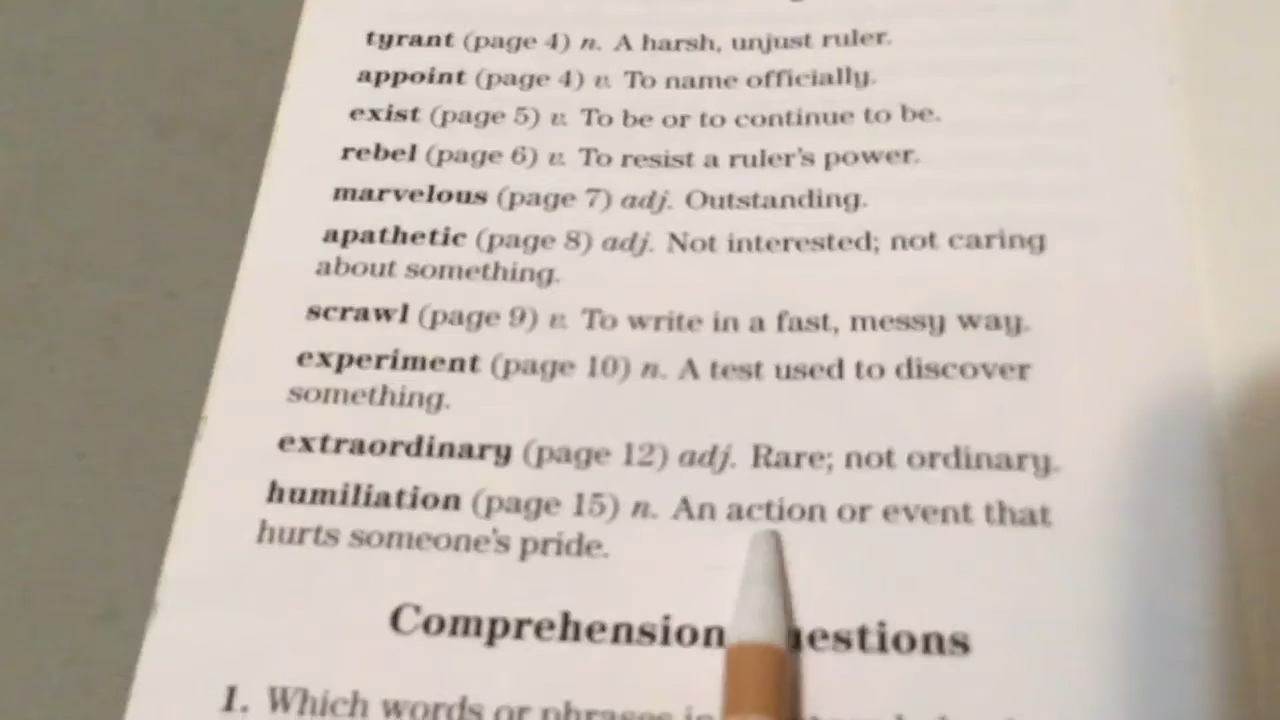 tyrant (page 4) n. A harsh, unjust ruler.
appoint (page 4) v. To name officially.
exist (page 5) v. To be or to continue to be.
rebel (page 6) v. To resist a ruler's power.
marvelous (page 7) adj. Outstanding.
apathetic (page 8) adj. Not interested; not caring
about something.
scrawl (page 9) v. To write in a fast, messy way.
experiment (page 10) n. A test used to discover
something.
extraordinary (page 12) adj. Rare; not ordinary.
humiliation (page 15) n. An action or event that
hurts someone's pride.
Comprehension uestions
1. Which words or phrases